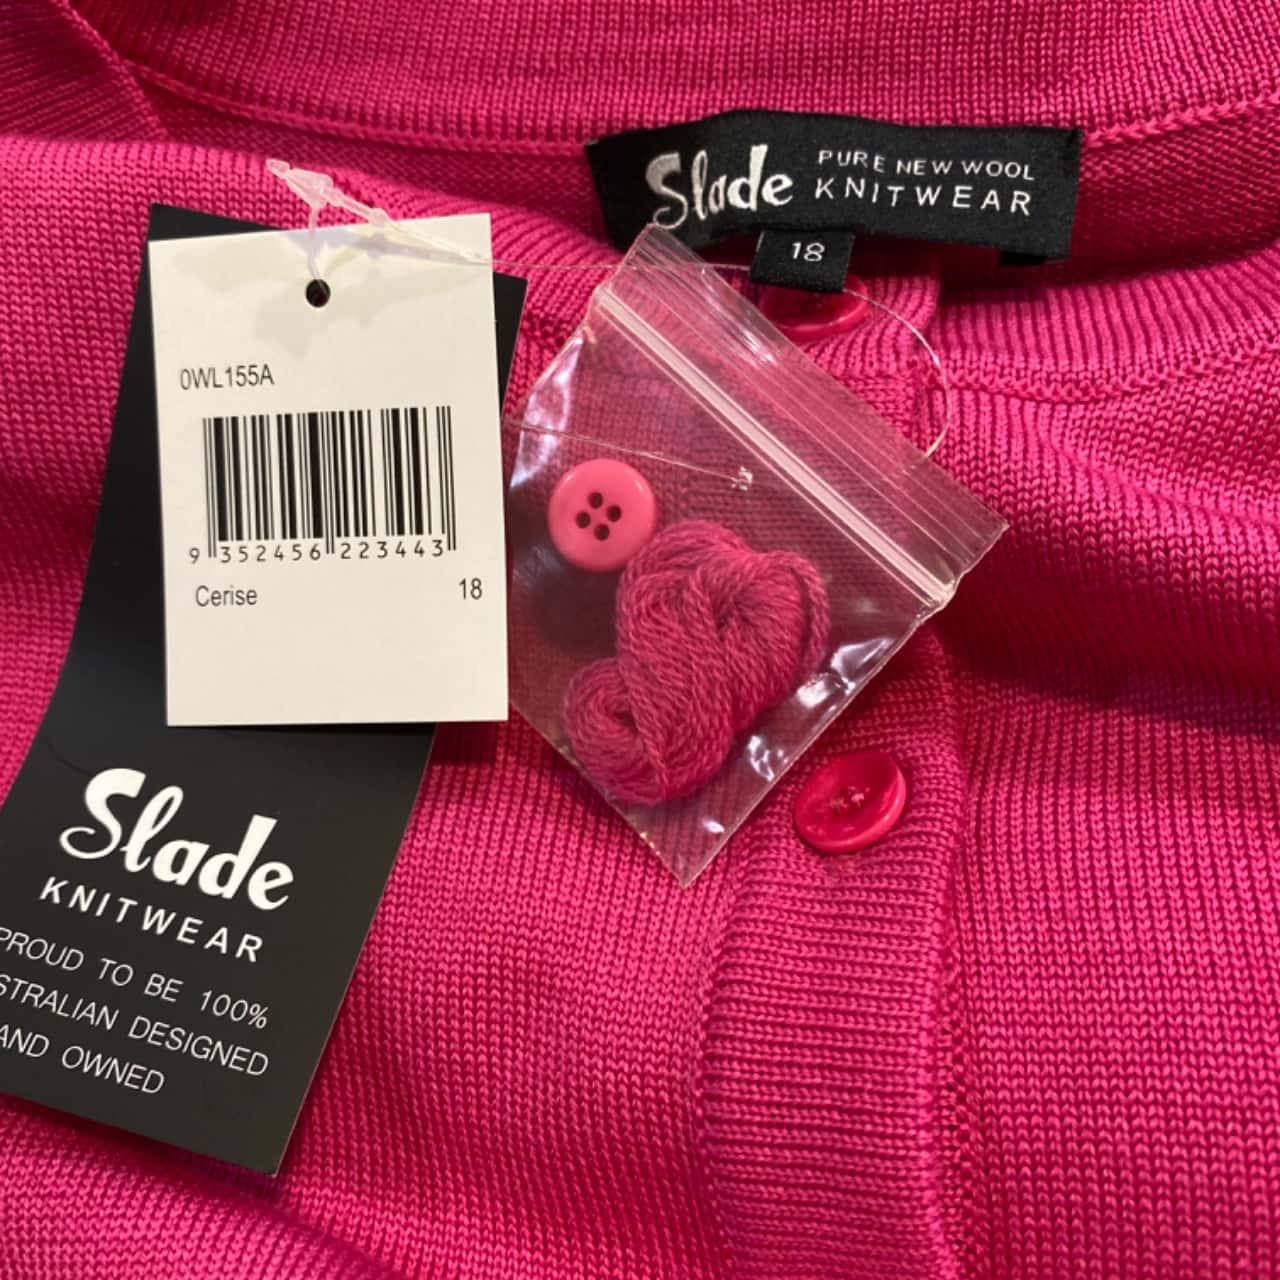 Slade
PURE NEW WOOL
KNITWEAR
18
0WL155A
9 352456 223443
Cerise 18
Slade
KNITWEAR
PROUD TO BE 100%
STRALIAN DESIGNED
AND OWNED